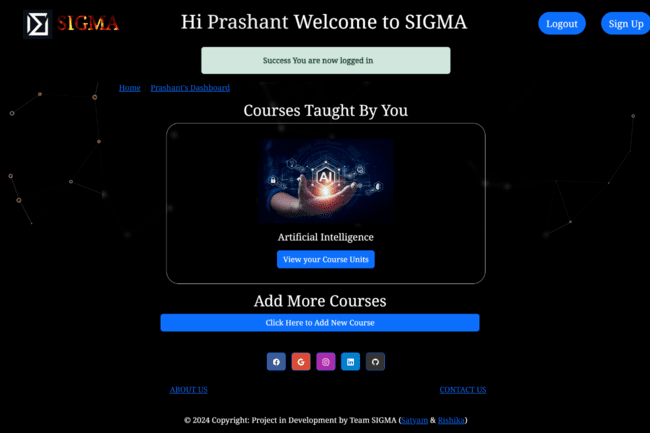 SIGMA
Hi Prashant Welcome to SIGMA
Logout
Sign Up
Success You are now logged in
Home
Prashant's Dashboard
Courses Taught By You
AI
Artificial Intelligence
View your Course Units
Add More Courses
Click Here to Add New Course
ABOUT US
CONTACT US
© 2024 Copyright: Project in Development by Team SIGMA (Satyam & Rishika)